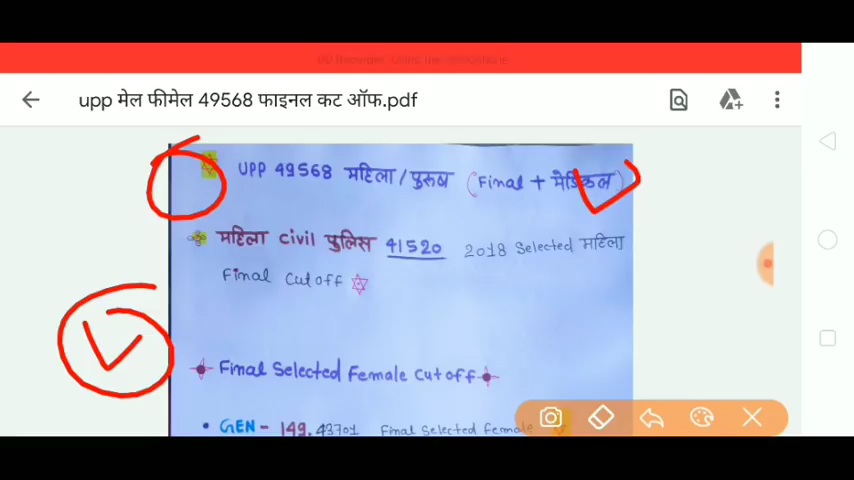 upp मेल फीमेल 49568 फाइनल कट ऑफ.pdf
UPP 49568 महिला / पुरुष (Final + मेडिकल)
महिला Civil पुलिस 41520 2018 Selected महिला
Final Cutoff
Final Selected Female Cutoff
GEN - 149.43701 Final Selected Female